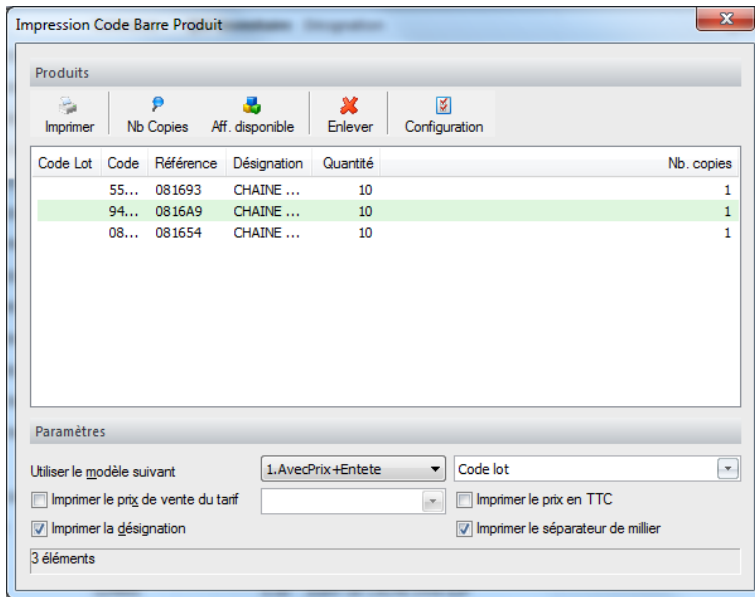 Impression Code Barre Produit
Produits
Imprimer Nb Copies Aff. disponible Enlever Configuration
Code Lot Code Référence Désignation Quantité Nb. copies
55... 081693 CHAINE ... 10 1
94... 0816A9 CHAINE ... 10 1
08... 081654 CHAINE ... 10 1
Paramètres
Utiliser le modèle suivant 1.AvecPrix+Entete Code lot
Imprimer le prix de vente du tarif Imprimer le prix en TTC
Imprimer la désignation Imprimer le séparateur de millier
3 éléments